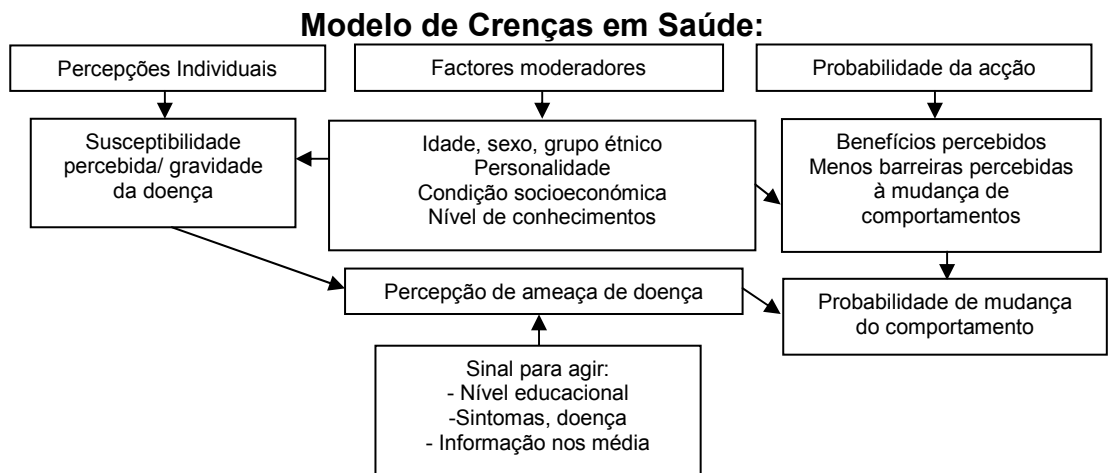 Modelo de Crenças em Saúde:
Percepções Individuais
Factores moderadores
Probabilidade da acção
Susceptibilidade
percebida/ gravidade
da doença
Idade, sexo, grupo étnico
Personalidade
Condição socioeconómica
Nível de conhecimentos
Benefícios percebidos
Menos barreiras percebidas
à mudança de
comportamentos
Percepção de ameaça de doença
Probabilidade de mudança
do comportamento
Sinal para agir:
- Nível educacional
-Sintomas, doença
- Informação nos média